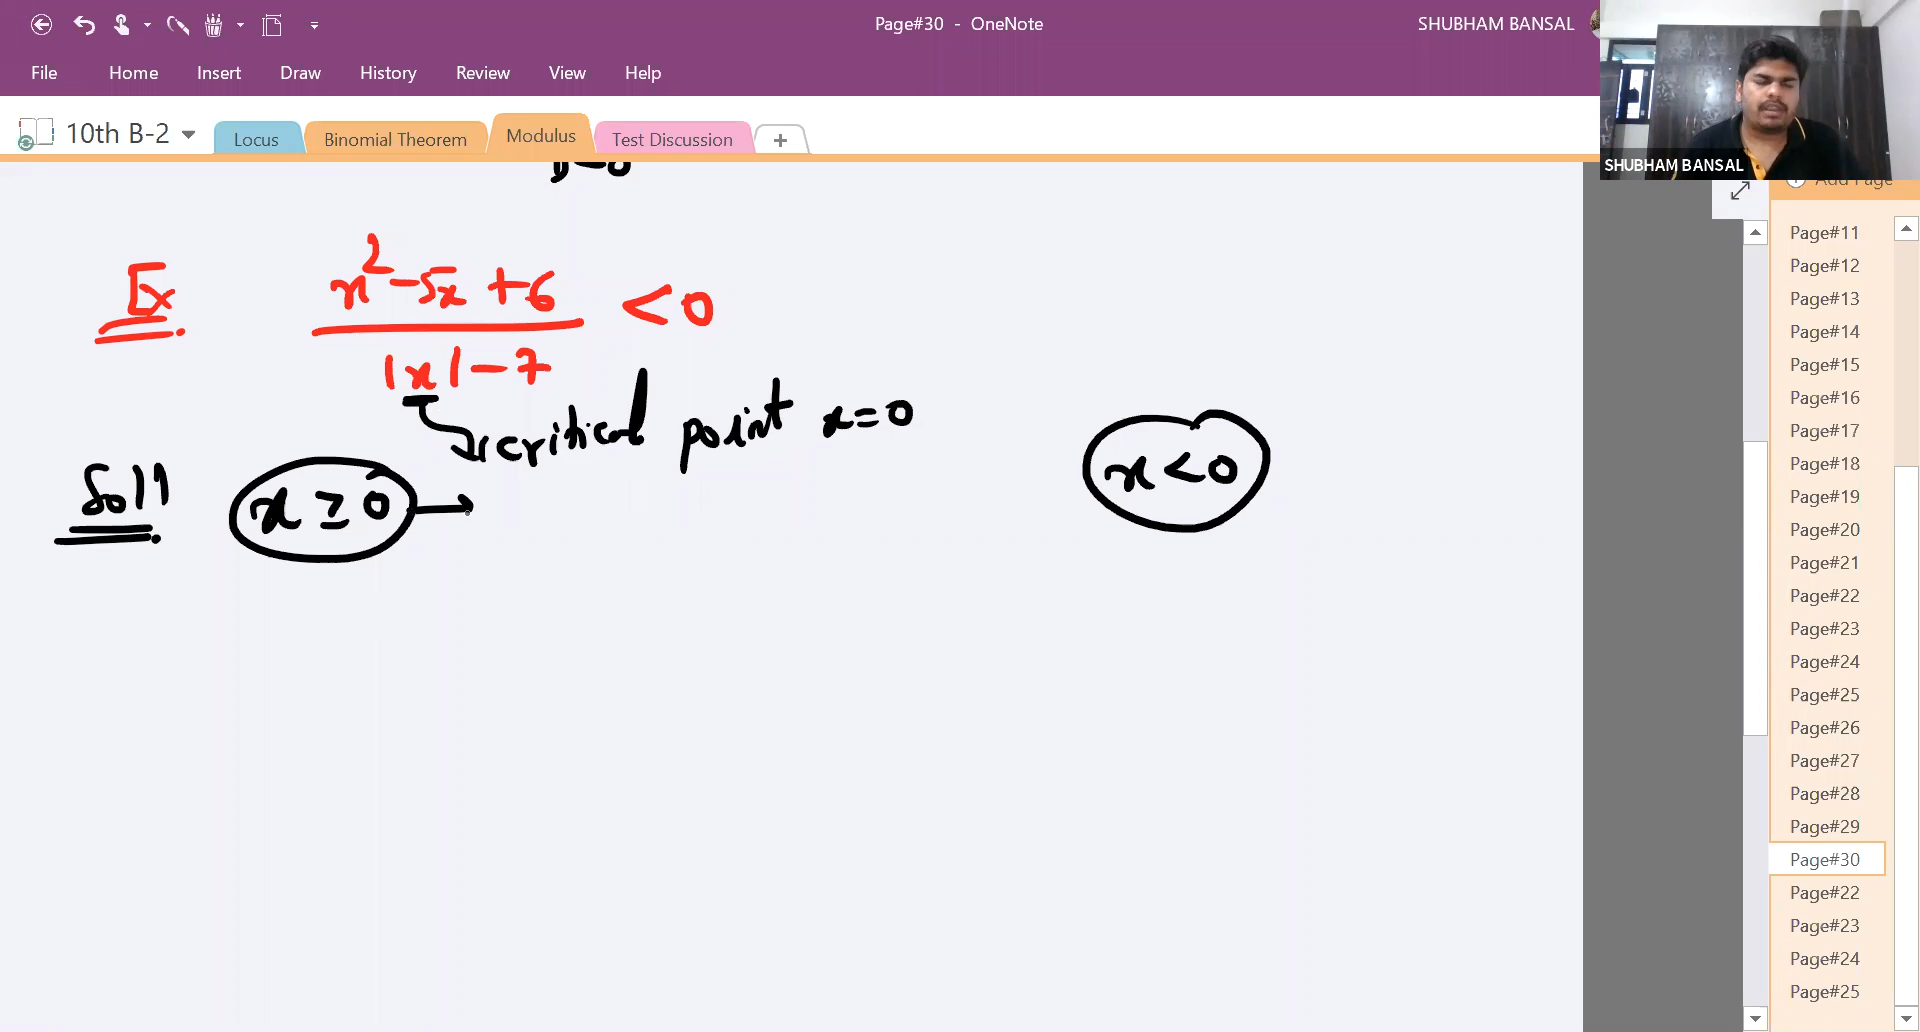 Page#30 - OneNote
SHUBHAM BANSAL
File Home Insert Draw History Review View Help
10th B-2 Locus Binomial Theorem Modulus Test Discussion +
SHUBHAM BANSAL
Add Page
D<0
Ex x²-5x+6 / |x|-7 < 0
critical point x=0
Solⁿ x ≥ 0 →
x < 0
Page#11
Page#12
Page#13
Page#14
Page#15
Page#16
Page#17
Page#18
Page#19
Page#20
Page#21
Page#22
Page#23
Page#24
Page#25
Page#26
Page#27
Page#28
Page#29
Page#30
Page#22
Page#23
Page#24
Page#25